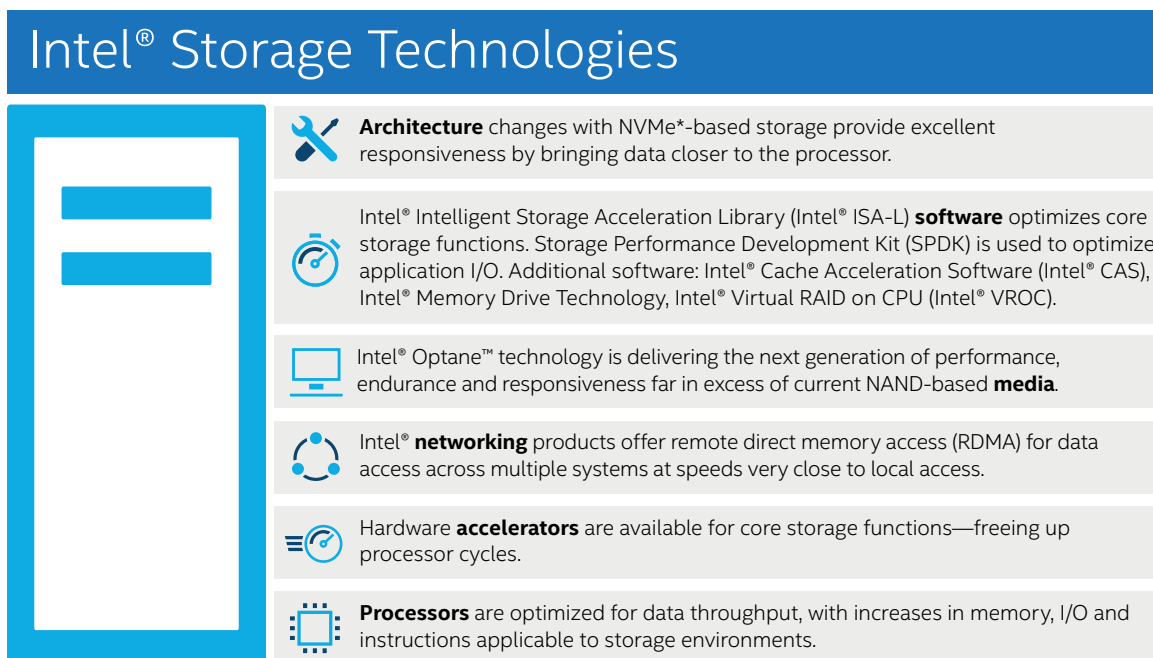 Intel® Storage Technologies
Architecture changes with NVMe*-based storage provide excellent
responsiveness by bringing data closer to the processor.
Intel® Intelligent Storage Acceleration Library (Intel® ISA-L) software optimizes core
storage functions. Storage Performance Development Kit (SPDK) is used to optimize
application I/O. Additional software: Intel® Cache Acceleration Software (Intel® CAS),
Intel® Memory Drive Technology, Intel® Virtual RAID on CPU (Intel® VROC).
Intel® Optane™ technology is delivering the next generation of performance,
endurance and responsiveness far in excess of current NAND-based media.
Intel® networking products offer remote direct memory access (RDMA) for data
access across multiple systems at speeds very close to local access.
Hardware accelerators are available for core storage functions—freeing up
processor cycles.
Processors are optimized for data throughput, with increases in memory, I/O and
instructions applicable to storage environments.